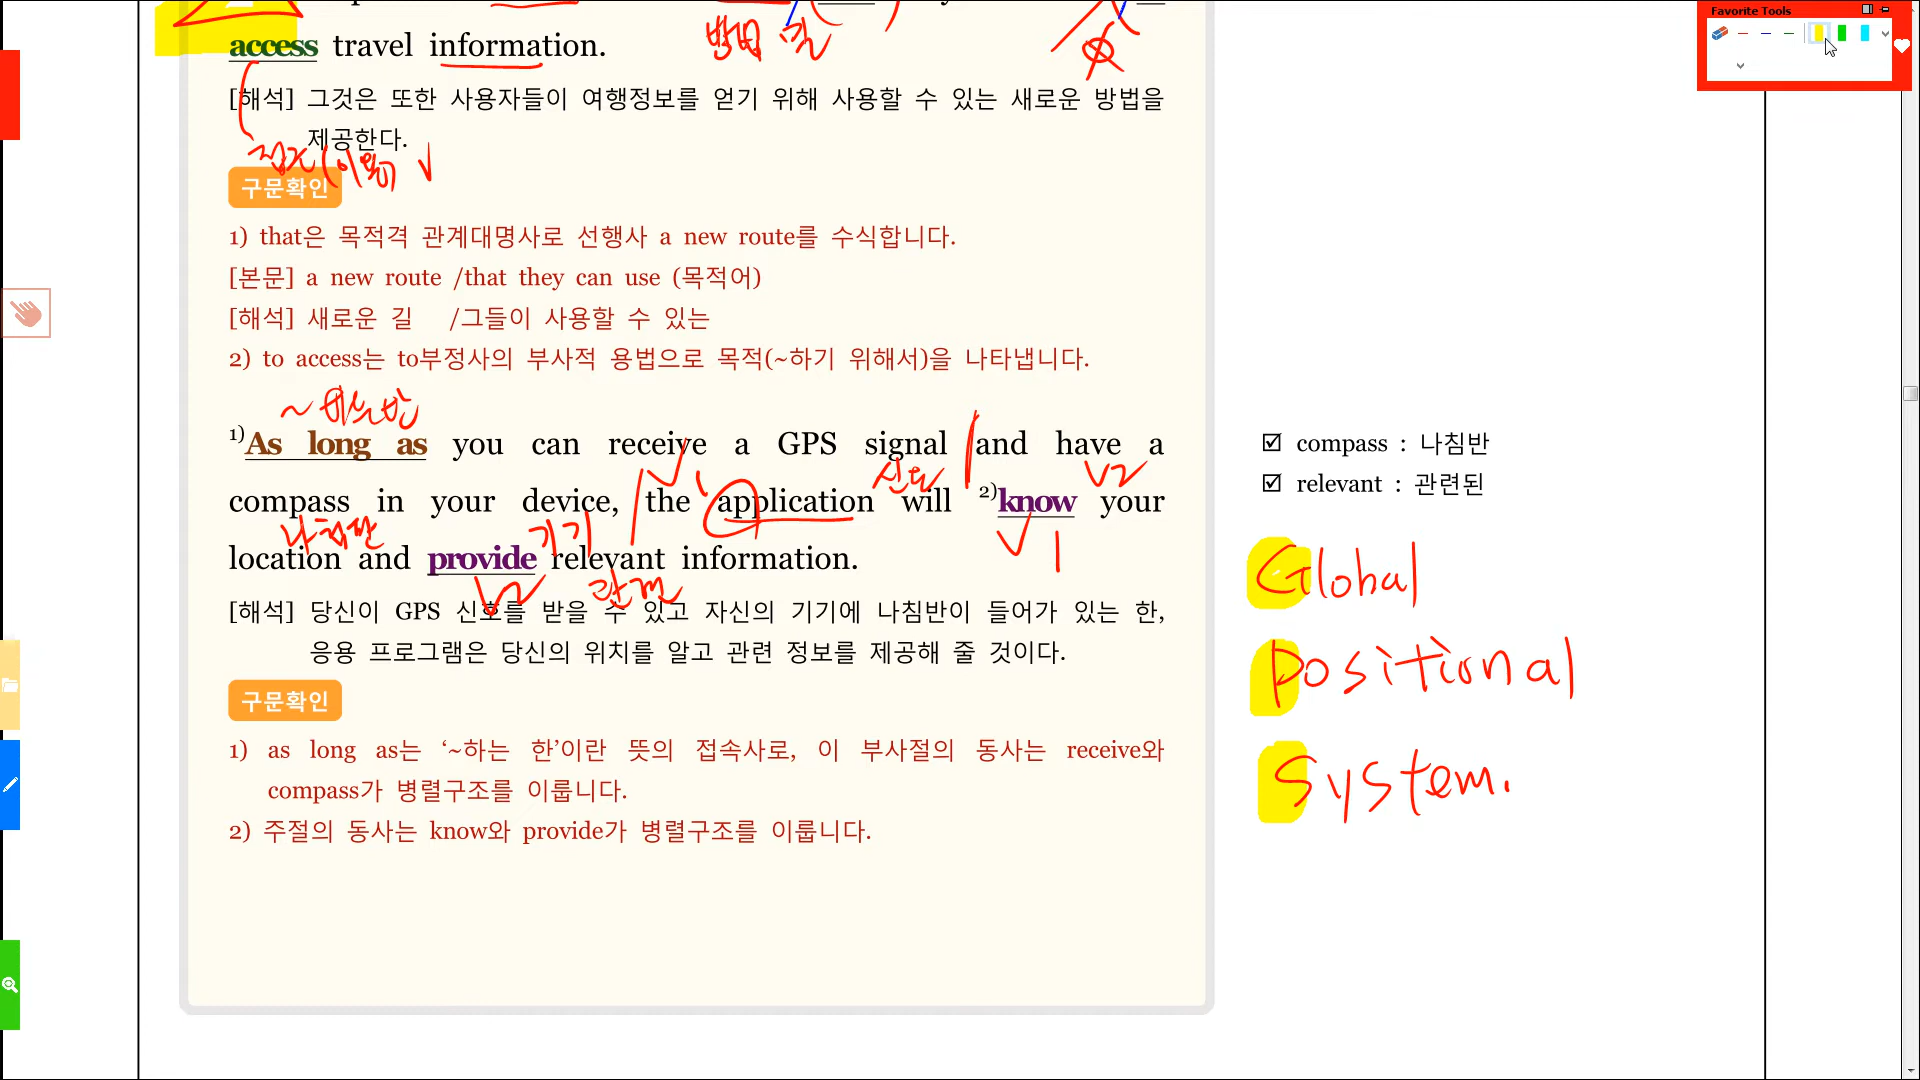 Favorite Tools
access travel information.
방법
[해석] 그것은 또한 사용자들이 여행정보를 얻기 위해 사용할 수 있는 새로운 방법을
제공한다.
구문확인
1) that은 목적격 관계대명사로 선행사 a new route를 수식합니다.
[본문] a new route /that they can use (목적어)
[해석] 새로운 길 /그들이 사용할 수 있는
2) to access는 to부정사의 부사적 용법으로 목적(~하기 위해서)을 나타냅니다.
1)As long as you can receive a GPS signal and have a
신호 V2
compass in your device, the application will 2)know your
나침판 기기
location and provide relevant information.
V2 관련
[해석] 당신이 GPS 신호를 받을 수 있고 자신의 기기에 나침반이 들어가 있는 한,
응용 프로그램은 당신의 위치를 알고 관련 정보를 제공해 줄 것이다.
구문확인
1) as long as는 ‘~하는 한’이란 뜻의 접속사로, 이 부사절의 동사는 receive와
compass가 병렬구조를 이룹니다.
2) 주절의 동사는 know와 provide가 병렬구조를 이룹니다.
☑ compass : 나침반
☑ relevant : 관련된
Global
Positional
System.